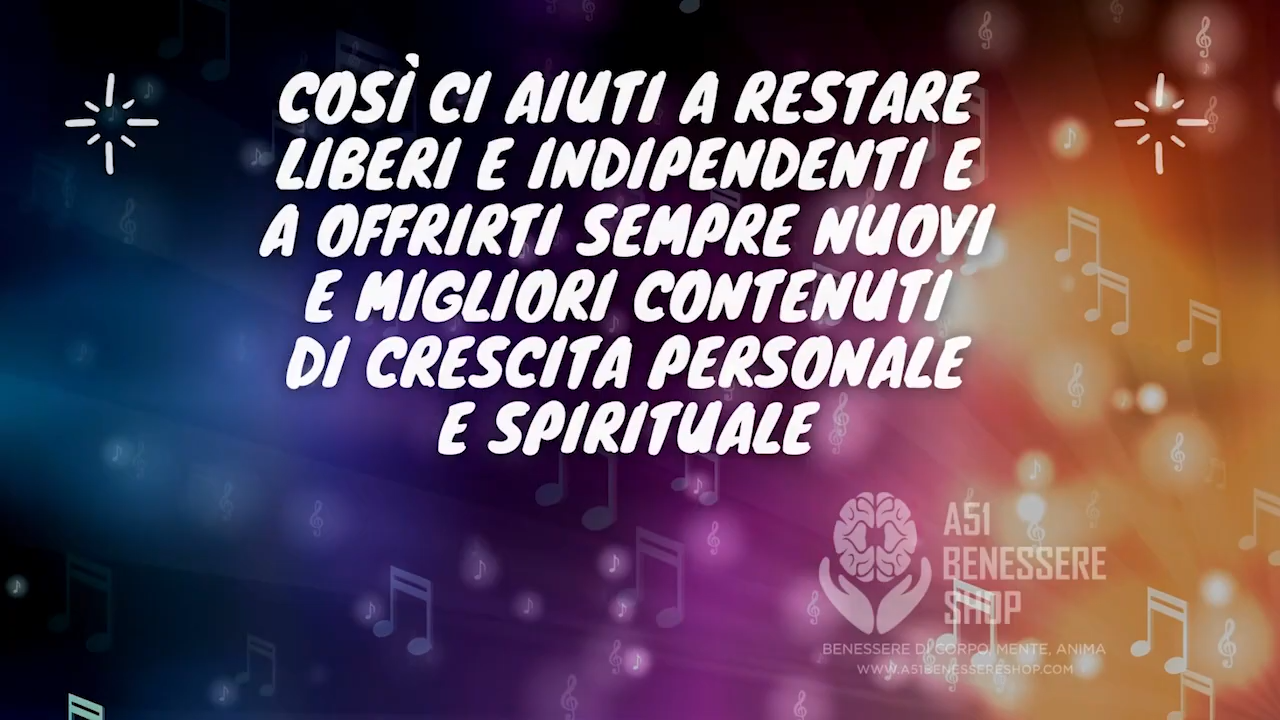 COSÌ CI AIUTI A RESTARE
LIBERI E INDIPENDENTI E
A OFFRIRTI SEMPRE NUOVI
E MIGLIORI CONTENUTI
DI CRESCITA PERSONALE
E SPIRITUALE
A51
BENESSERE
SHOP
BENESSERE DI CORPO, MENTE, ANIMA
WWW.A51BENESSERESHOP.COM